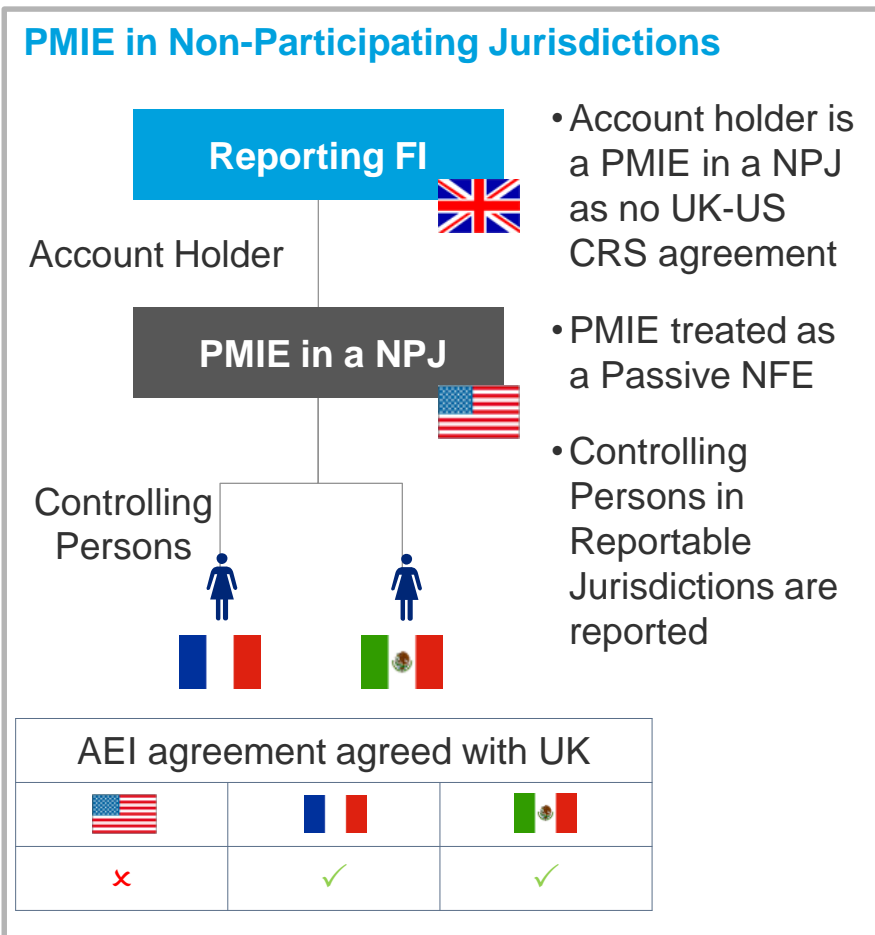 PMIE in Non-Participating Jurisdictions
Reporting FI
Account Holder
PMIE in a NPJ
Controlling
Persons
•Account holder is
a PMIE in a NPJ
as no UK-US
CRS agreement
•PMIE treated as
a Passive NFE
•Controlling
Persons in
Reportable
Jurisdictions are
reported
AEI agreement agreed with UK
✗ ✓ ✓